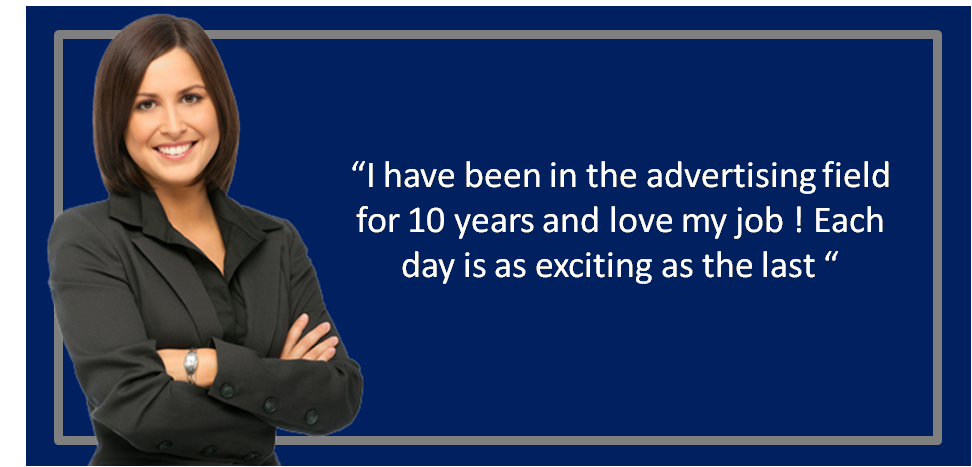 “I have been in the advertising field
for 10 years and love my job ! Each
day is as exciting as the last “